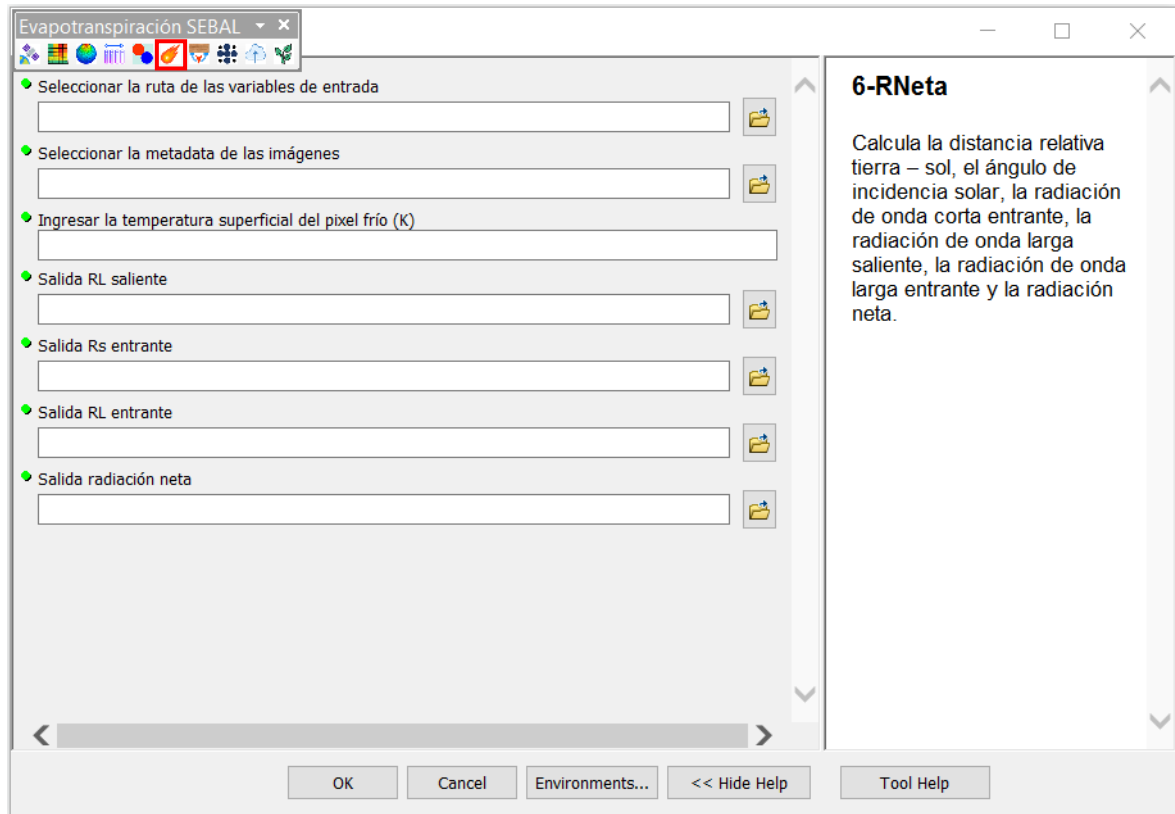 Evapotranspiración SEBAL
Seleccionar la ruta de las variables de entrada
Seleccionar la metadata de las imágenes
Ingresar la temperatura superficial del pixel frío (K)
Salida RL saliente
Salida Rs entrante
Salida RL entrante
Salida radiación neta
6-RNeta
Calcula la distancia relativa
tierra – sol, el ángulo de
incidencia solar, la radiación
de onda corta entrante, la
radiación de onda larga
saliente, la radiación de onda
larga entrante y la radiación
neta.
OK
Cancel
Environments...
<< Hide Help
Tool Help